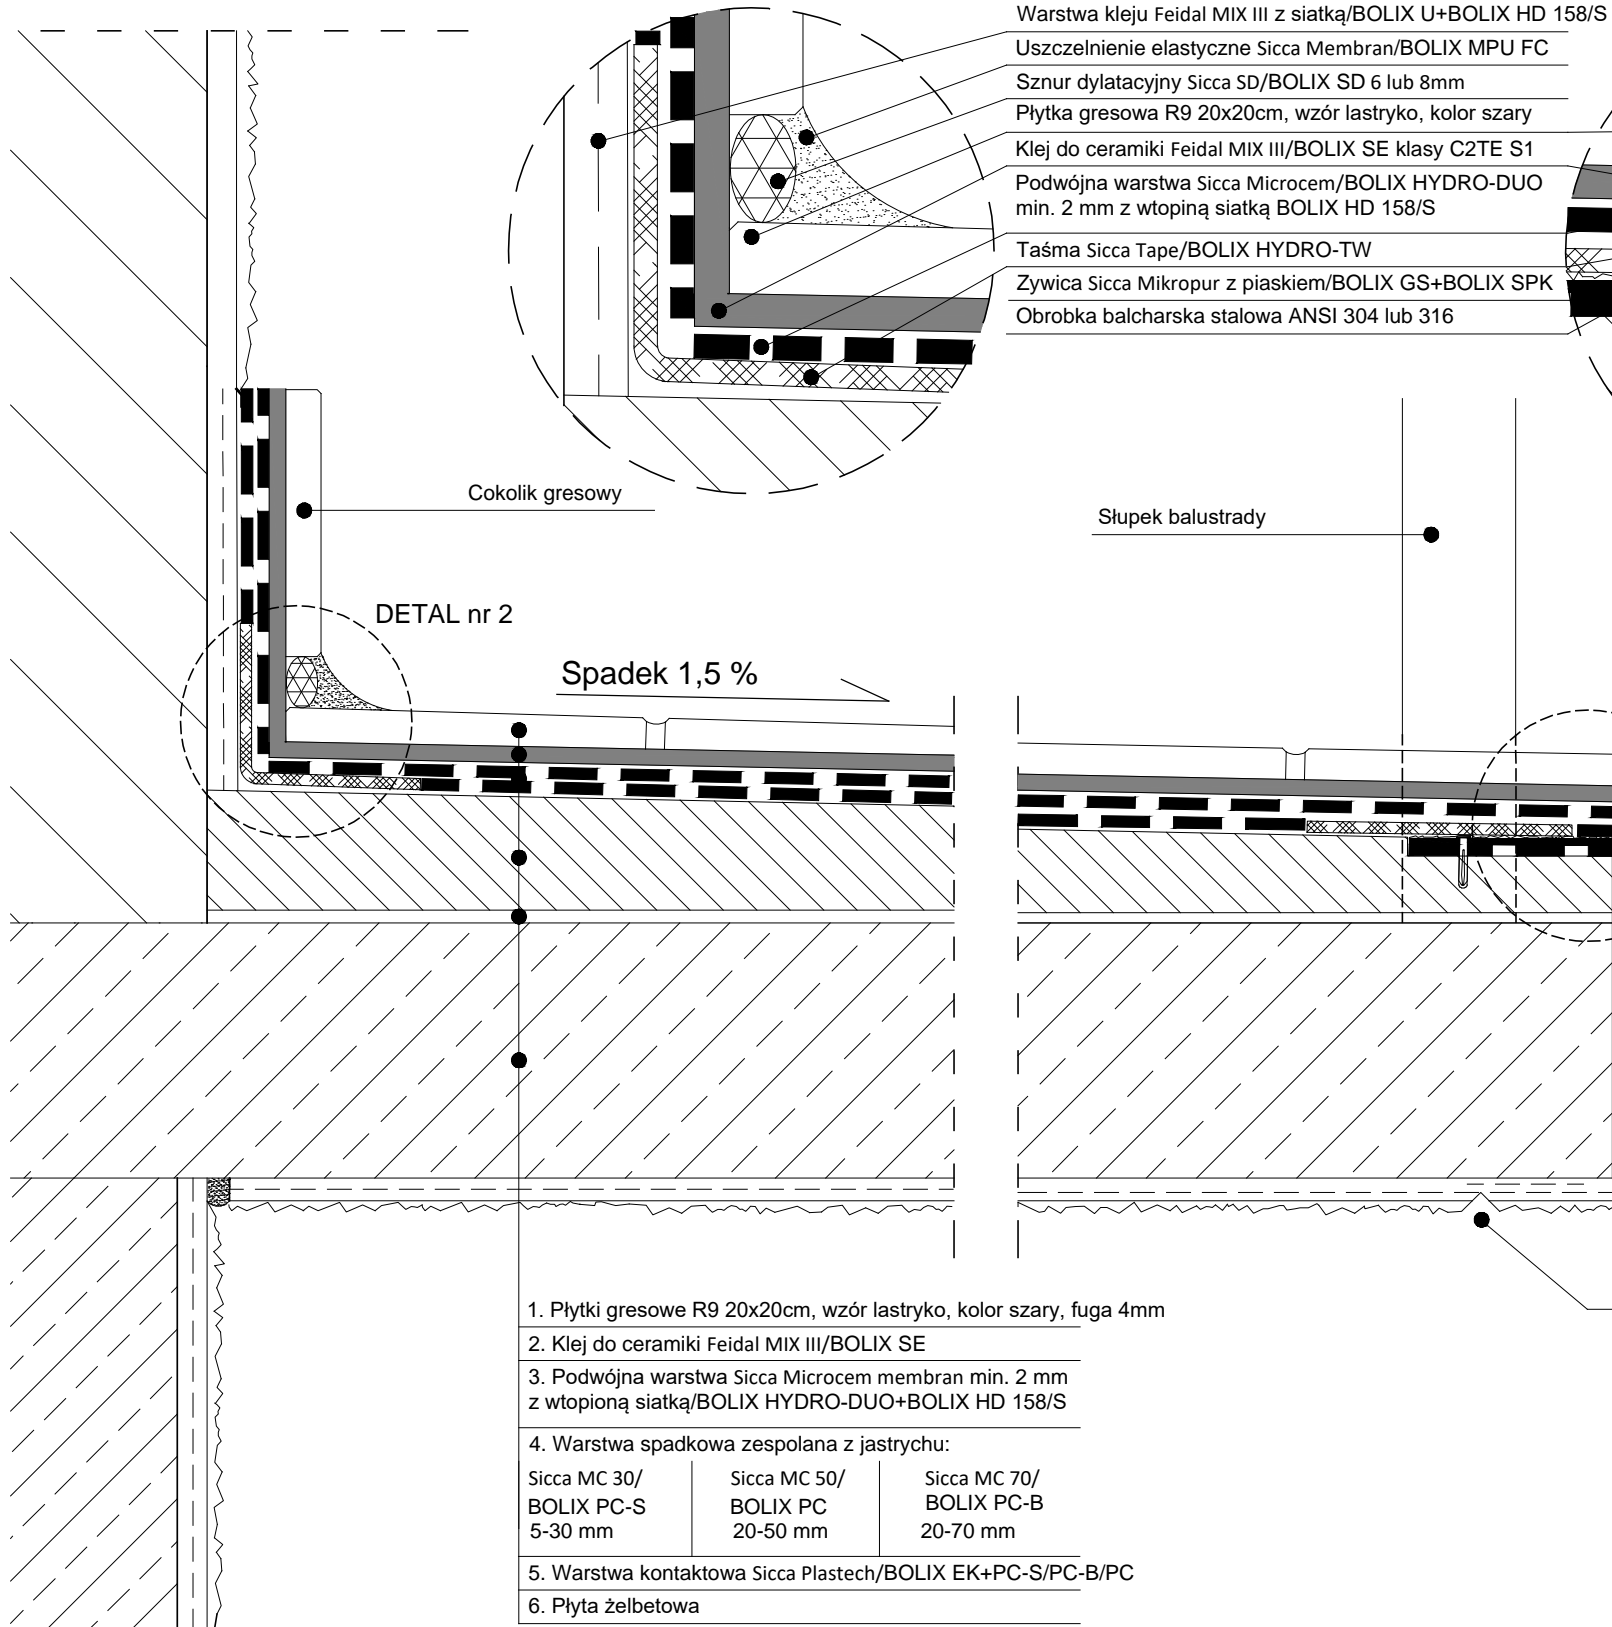 Warstwa kleju Feidal MIX III z siatką/BOLIX U+BOLIX HD 158/S
Uszczelnienie elastyczne Sicca Membran/BOLIX MPU FC
Sznur dylatacyjny Sicca SD/BOLIX SD 6 lub 8mm
Płytka gresowa R9 20x20cm, wzór lastryko, kolor szary
Klej do ceramiki Feidal MIX III/BOLIX SE klasy C2TE S1
Podwójna warstwa Sicca Microcem/BOLIX HYDRO-DUO
min. 2 mm z wtopiną siatką BOLIX HD 158/S
Taśma Sicca Tape/BOLIX HYDRO-TW
Zywica Sicca Mikropur z piaskiem/BOLIX GS+BOLIX SPK
Obrobka balcharska stalowa ANSI 304 lub 316
Cokolik gresowy
Słupek balustrady
DETAL nr 2
Spadek 1,5 %
1. Płytki gresowe R9 20x20cm, wzór lastryko, kolor szary, fuga 4mm
2. Klej do ceramiki Feidal MIX III/BOLIX SE
3. Podwójna warstwa Sicca Microcem membran min. 2 mm
z wtopioną siatką/BOLIX HYDRO-DUO+BOLIX HD 158/S
4. Warstwa spadkowa zespolana z jastrychu:
Sicca MC 30/
BOLIX PC-S
5-30 mm
Sicca MC 50/
BOLIX PC
20-50 mm
Sicca MC 70/
BOLIX PC-B
20-70 mm
5. Warstwa kontaktowa Sicca Plastech/BOLIX EK+PC-S/PC-B/PC
6. Płyta żelbetowa